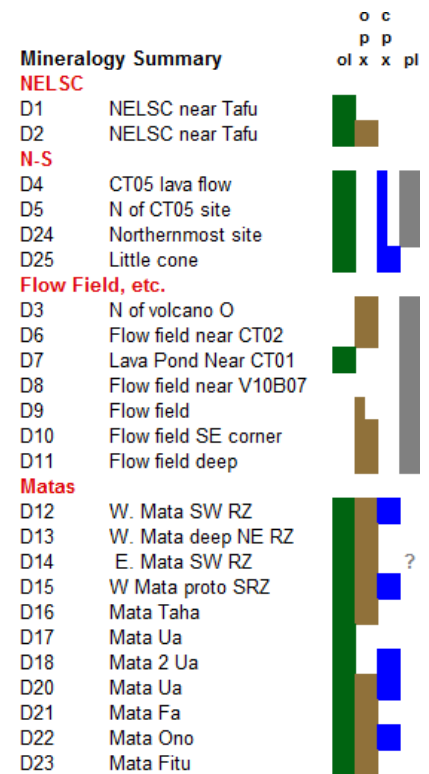 o c
p p
Mineralogy Summary ol x x pl
NELSC
D1 NELSC near Tafu
D2 NELSC near Tafu
N-S
D4 CT05 lava flow
D5 N of CT05 site
D24 Northernmost site
D25 Little cone
Flow Field, etc.
D3 N of volcano O
D6 Flow field near CT02
D7 Lava Pond Near CT01
D8 Flow field near V10B07
D9 Flow field
D10 Flow field SE corner
D11 Flow field deep
Matas
D12 W. Mata SW RZ
D13 W. Mata deep NE RZ
D14 E. Mata SW RZ ?
D15 W Mata proto SRZ
D16 Mata Taha
D17 Mata Ua
D18 Mata 2 Ua
D20 Mata Ua
D21 Mata Fa
D22 Mata Ono
D23 Mata Fitu